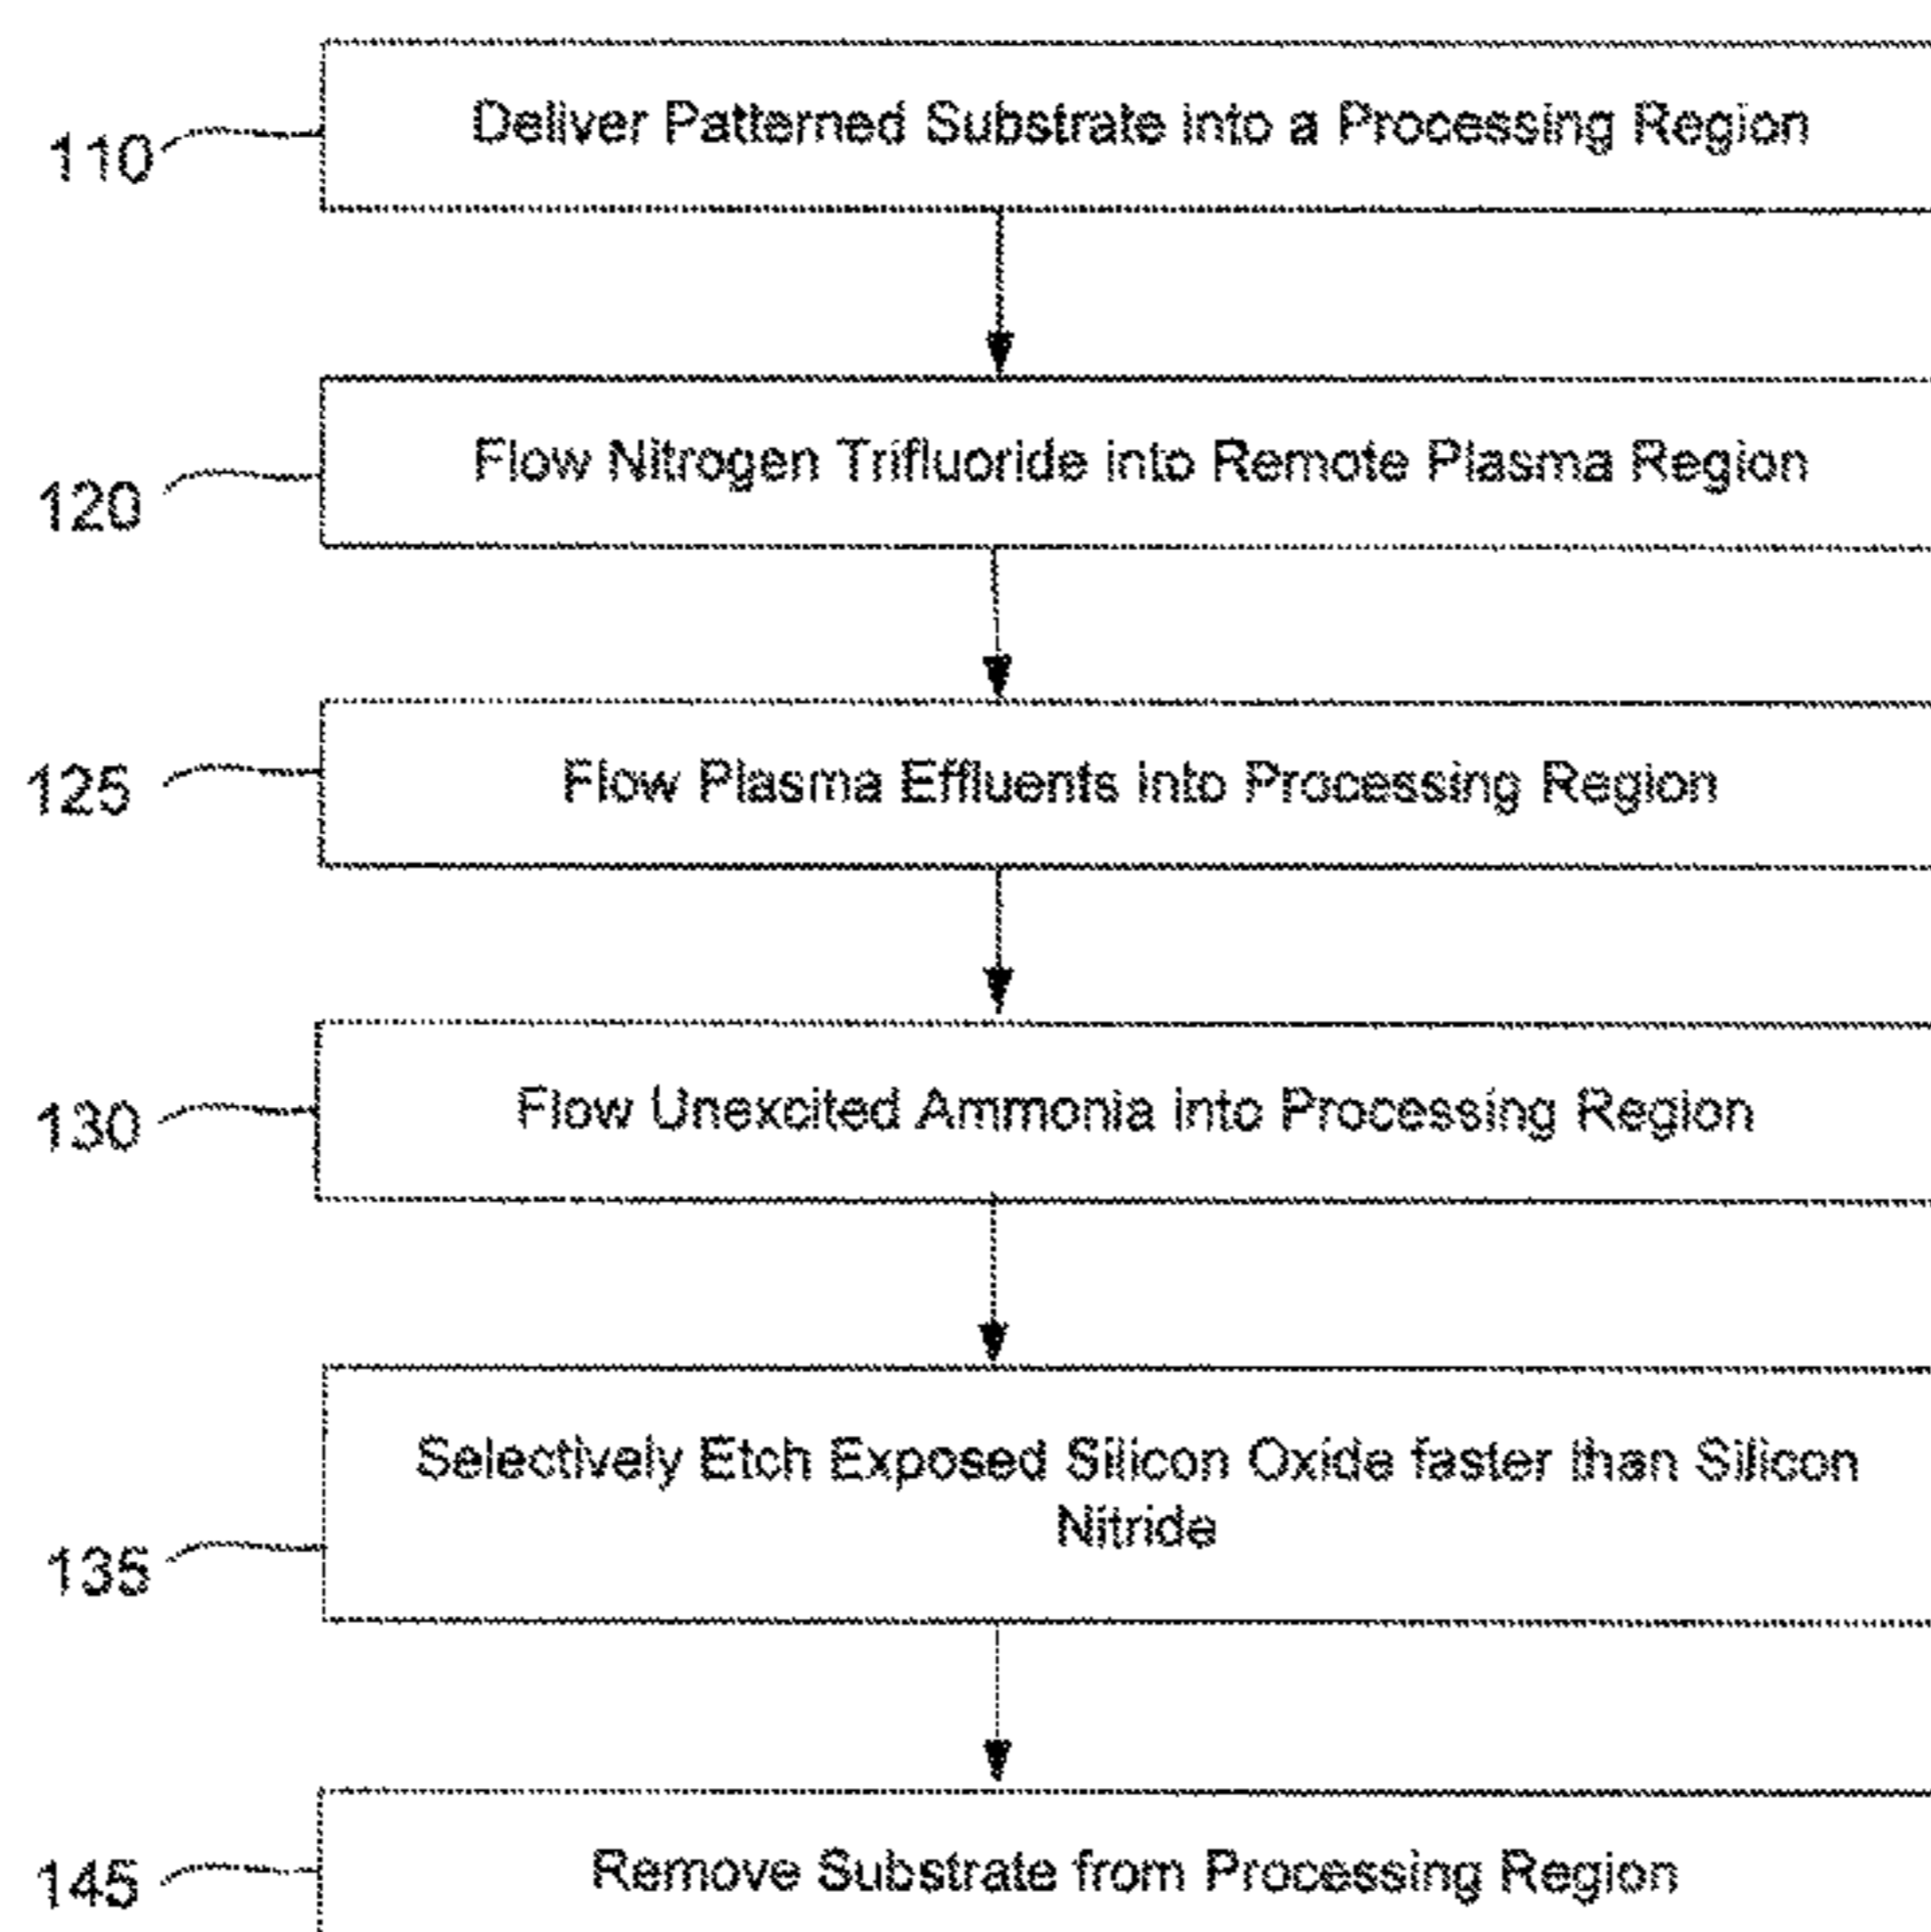 110
Deliver Patterned Substrate into a Processing Region
120
Flow Nitrogen Trifluoride into Remote Plasma Region
125
Flow Plasma Effluents into Processing Region
130
Flow Unexcited Ammonia into Processing Region
135
Selectively Etch Exposed Silicon Oxide faster than Silicon
Nitride
145
Remove Substrate from Processing Region